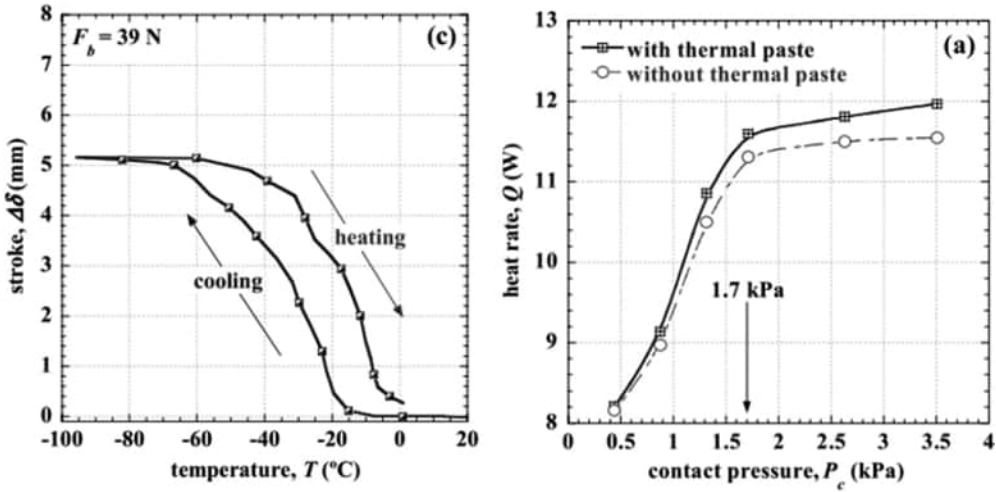 8
7
6
5
4
3
2
1
0
-100
-80
-60
-40
-20
0
20
stroke, Δδ (mm)
temperature, T (ºC)
F_b = 39 N
(c)
heating
cooling
13
12
11
10
9
8
0
0.5
1
1.5
2
2.5
3
3.5
4
heat rate, Q (W)
contact pressure, P_c (kPa)
with thermal paste
without thermal paste
(a)
1.7 kPa